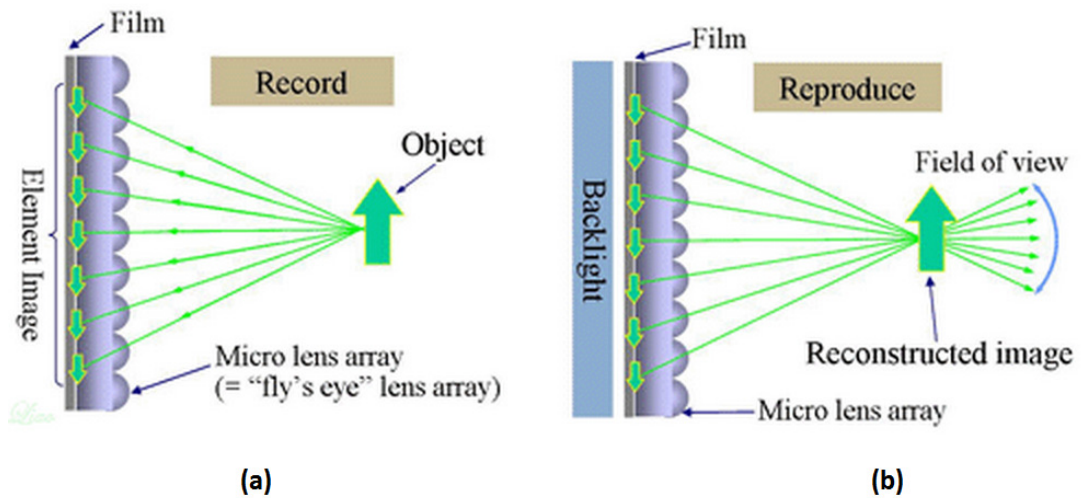 Film
Record
Object
Element Image
Micro lens array
(= “fly’s eye” lens array)
(a)
Film
Reproduce
Field of view
Backlight
Reconstructed image
Micro lens array
(b)